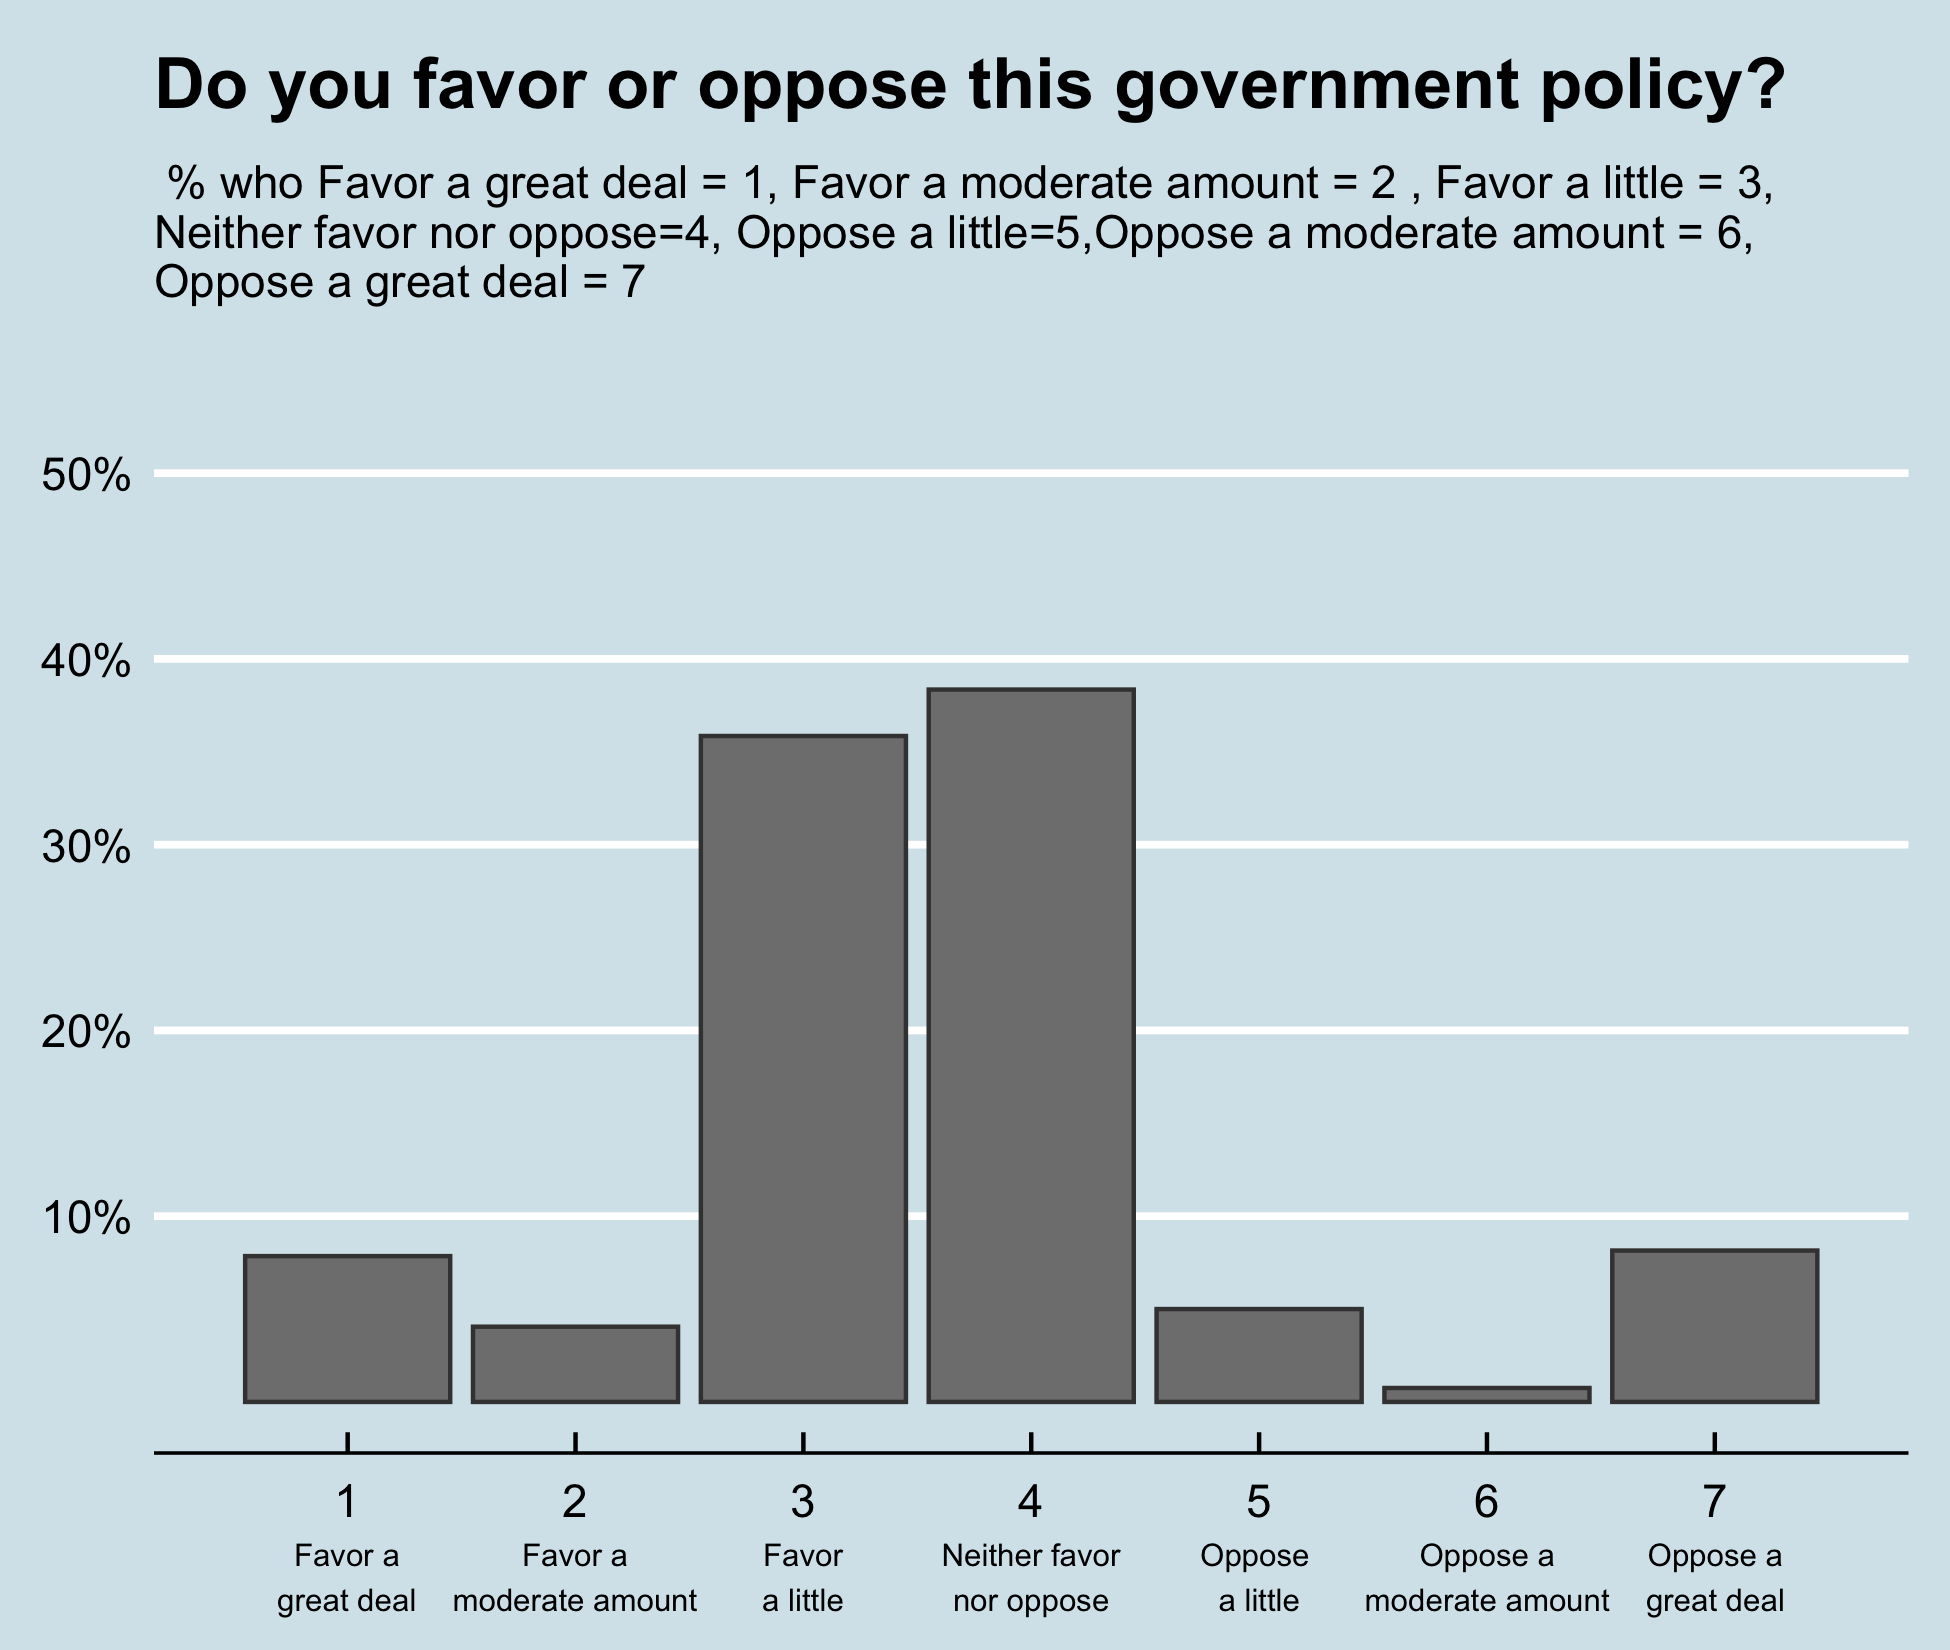 Do you favor or oppose this government policy?
% who Favor a great deal = 1, Favor a moderate amount = 2 , Favor a little = 3,
Neither favor nor oppose=4, Oppose a little=5,Oppose a moderate amount = 6,
Oppose a great deal = 7
50%
40%
30%
20%
10%
1 2 3 4 5 6 7
Favor a Favor a Favor Neither favor Oppose Oppose a Oppose a
great deal moderate amount a little nor oppose a little moderate amount great deal